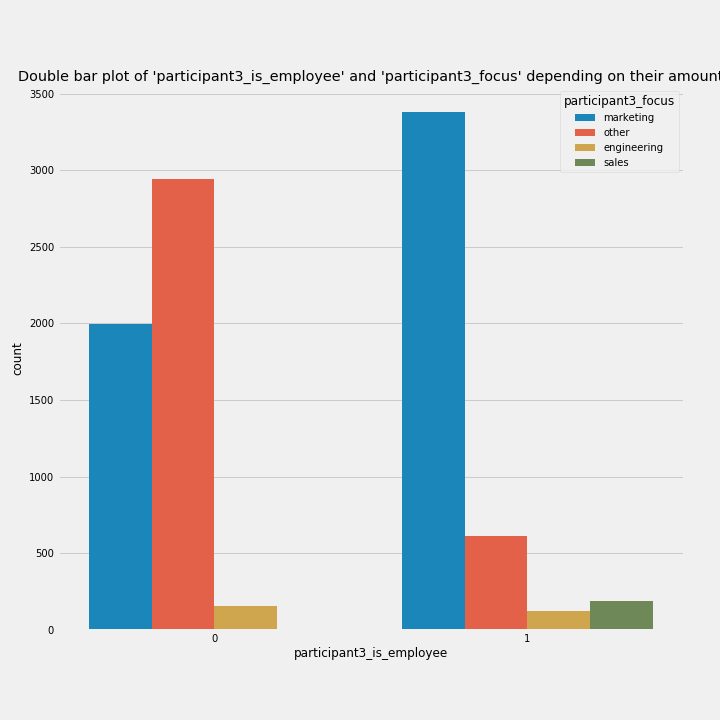 Double bar plot of 'participant3_is_employee' and 'participant3_focus' depending on their amount
participant3_focus
marketing
other
engineering
sales
3500
3000
2500
2000
1500
1000
500
0
count
0
1
participant3_is_employee